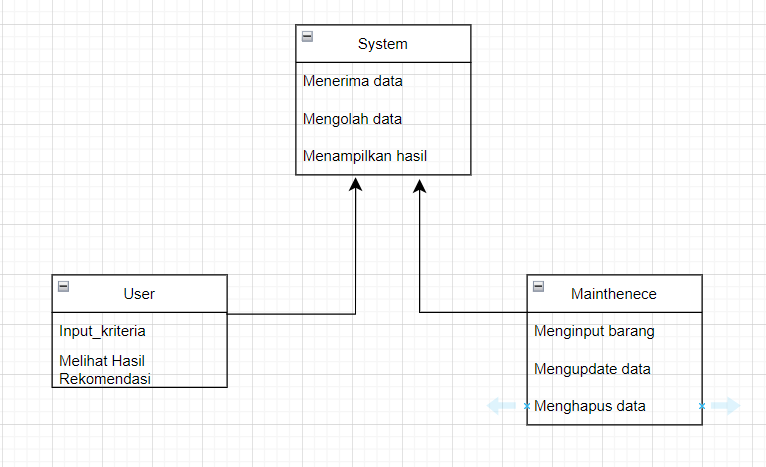 System
Menerima data
Mengolah data
Menampilkan hasil
User
Input_kriteria
Melihat Hasil
Rekomendasi
Mainthenece
Menginput barang
Mengupdate data
Menghapus data